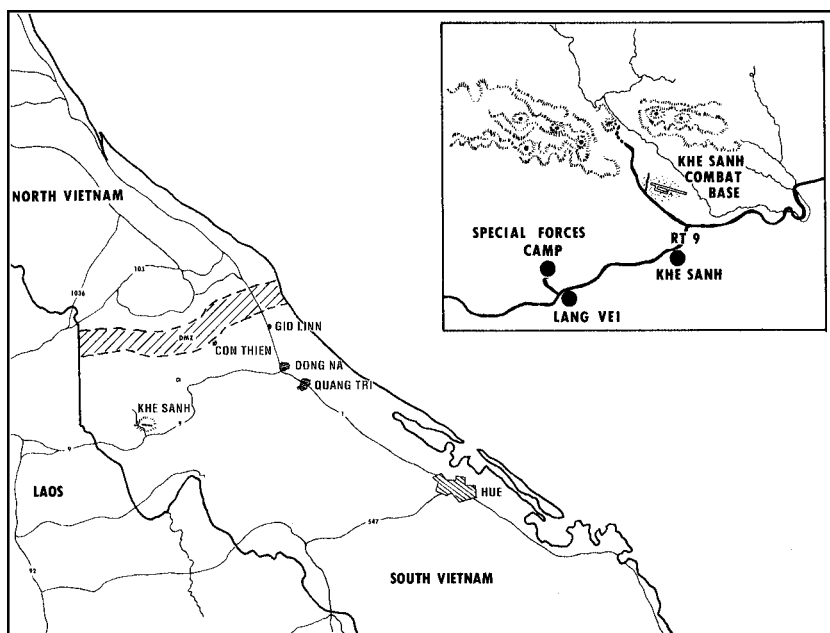 NORTH VIETNAM
103
1036
DMZ
GIO LINN
CON THIEN
DONG NA
QUANG TRI
KHE SANH
9
1
9
LAOS
HUE
547
92
SOUTH VIETNAM
KHE SANH
COMBAT
BASE
SPECIAL FORCES
CAMP
RT 9
KHE SANH
LANG VEI